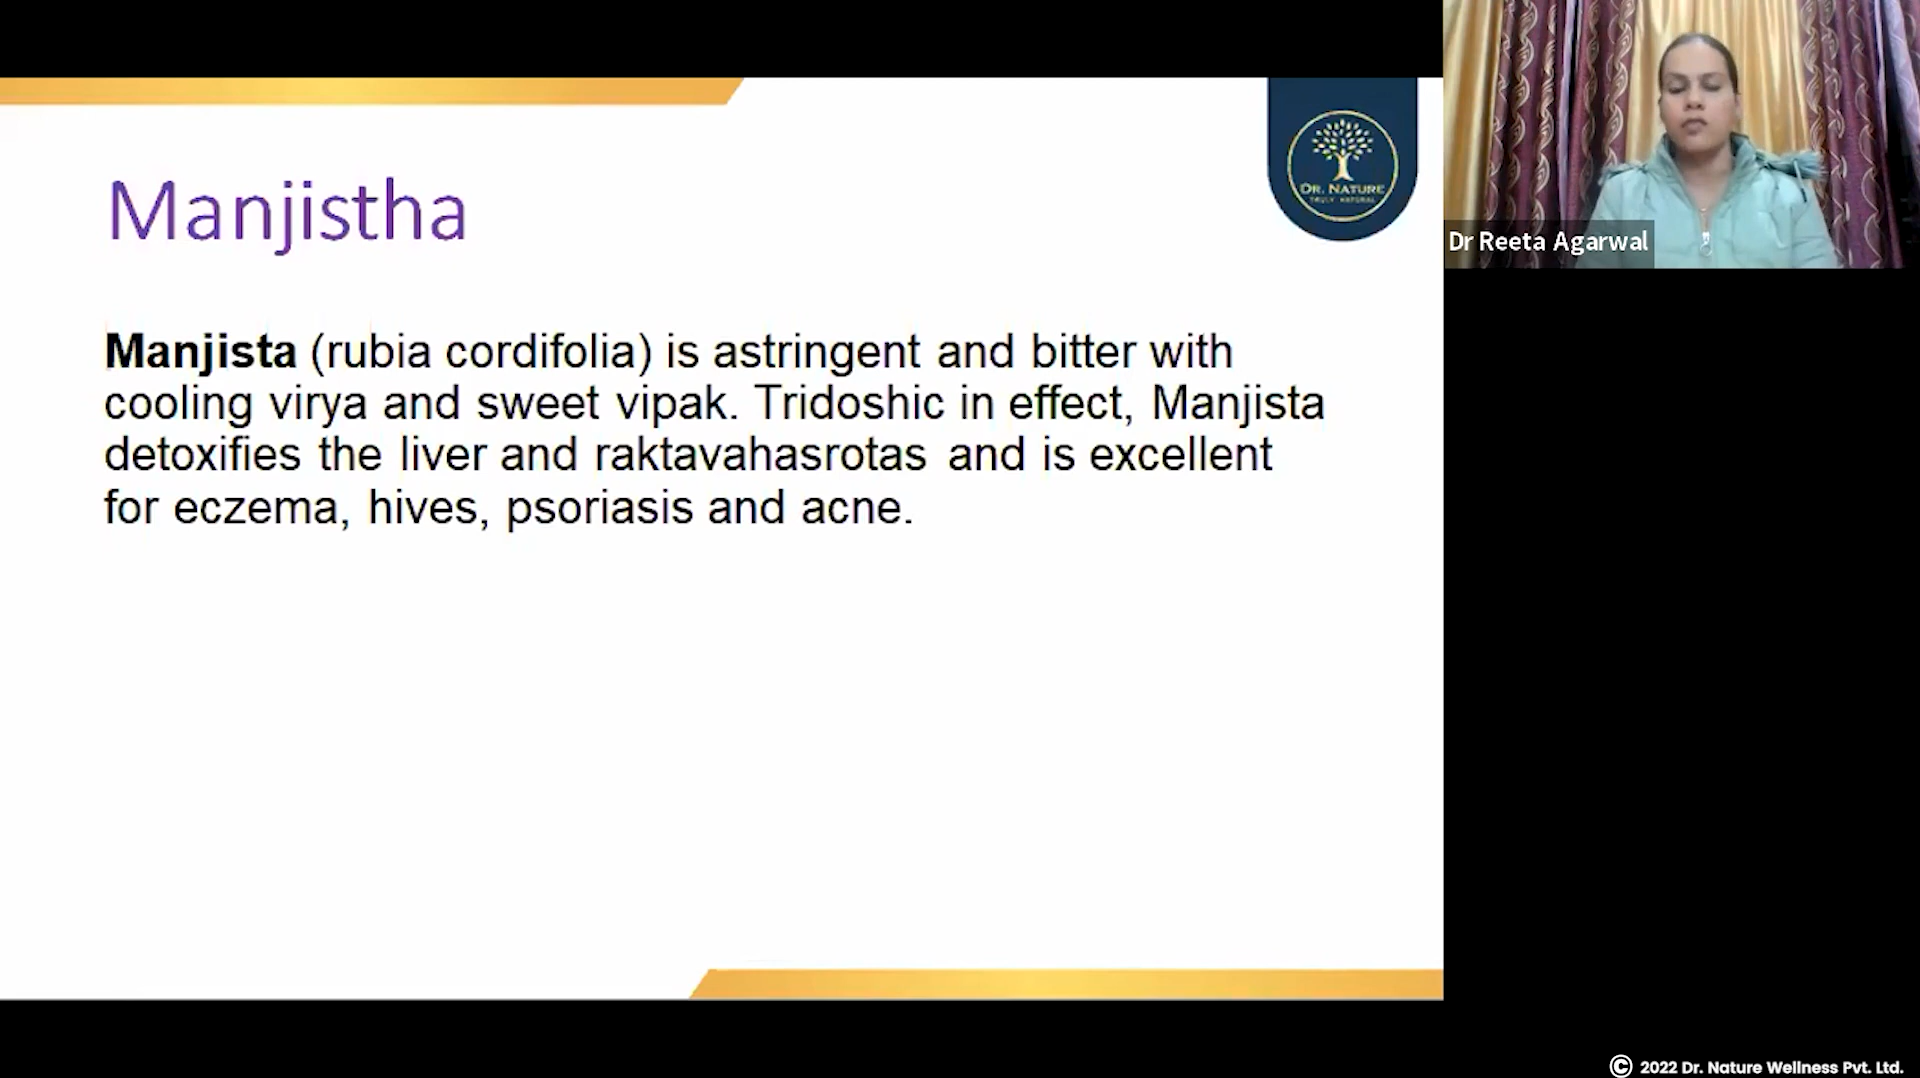 Manjistha
DR. NATURE
TRULY NATURAL
Manjista (rubia cordifolia) is astringent and bitter with
cooling virya and sweet vipak. Tridoshic in effect, Manjista
detoxifies the liver and raktavahasrotas and is excellent
for eczema, hives, psoriasis and acne.
Dr Reeta Agarwal
© 2022 Dr. Nature Wellness Pvt. Ltd.